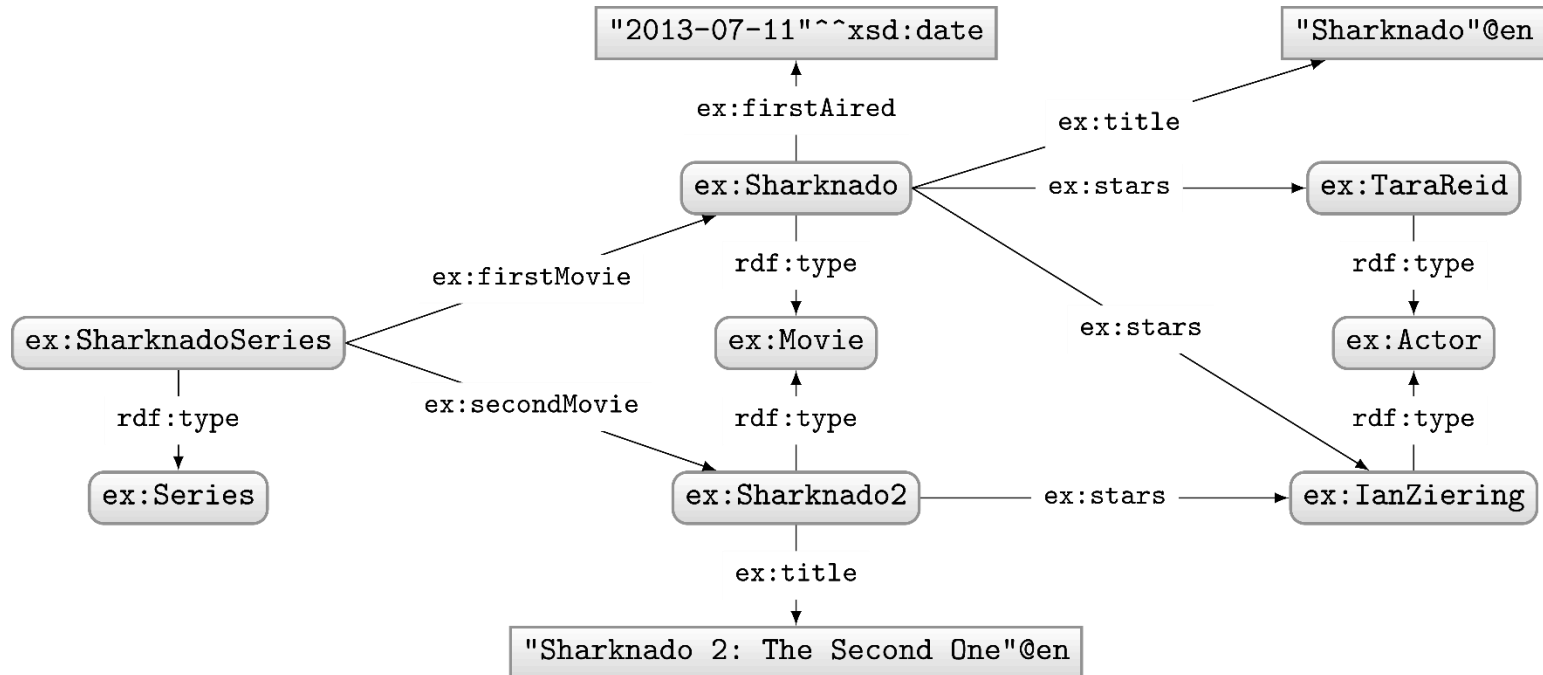 "2013-07-11"^^xsd:date
"Sharknado"@en
ex:firstAired
ex:title
ex:Sharknado
ex:stars
ex:TaraReid
rdf:type
rdf:type
ex:firstMovie
ex:stars
ex:SharknadoSeries
ex:Movie
ex:Actor
ex:secondMovie
rdf:type
rdf:type
rdf:type
ex:Series
ex:Sharknado2
ex:stars
ex:IanZiering
ex:title
"Sharknado 2: The Second One"@en